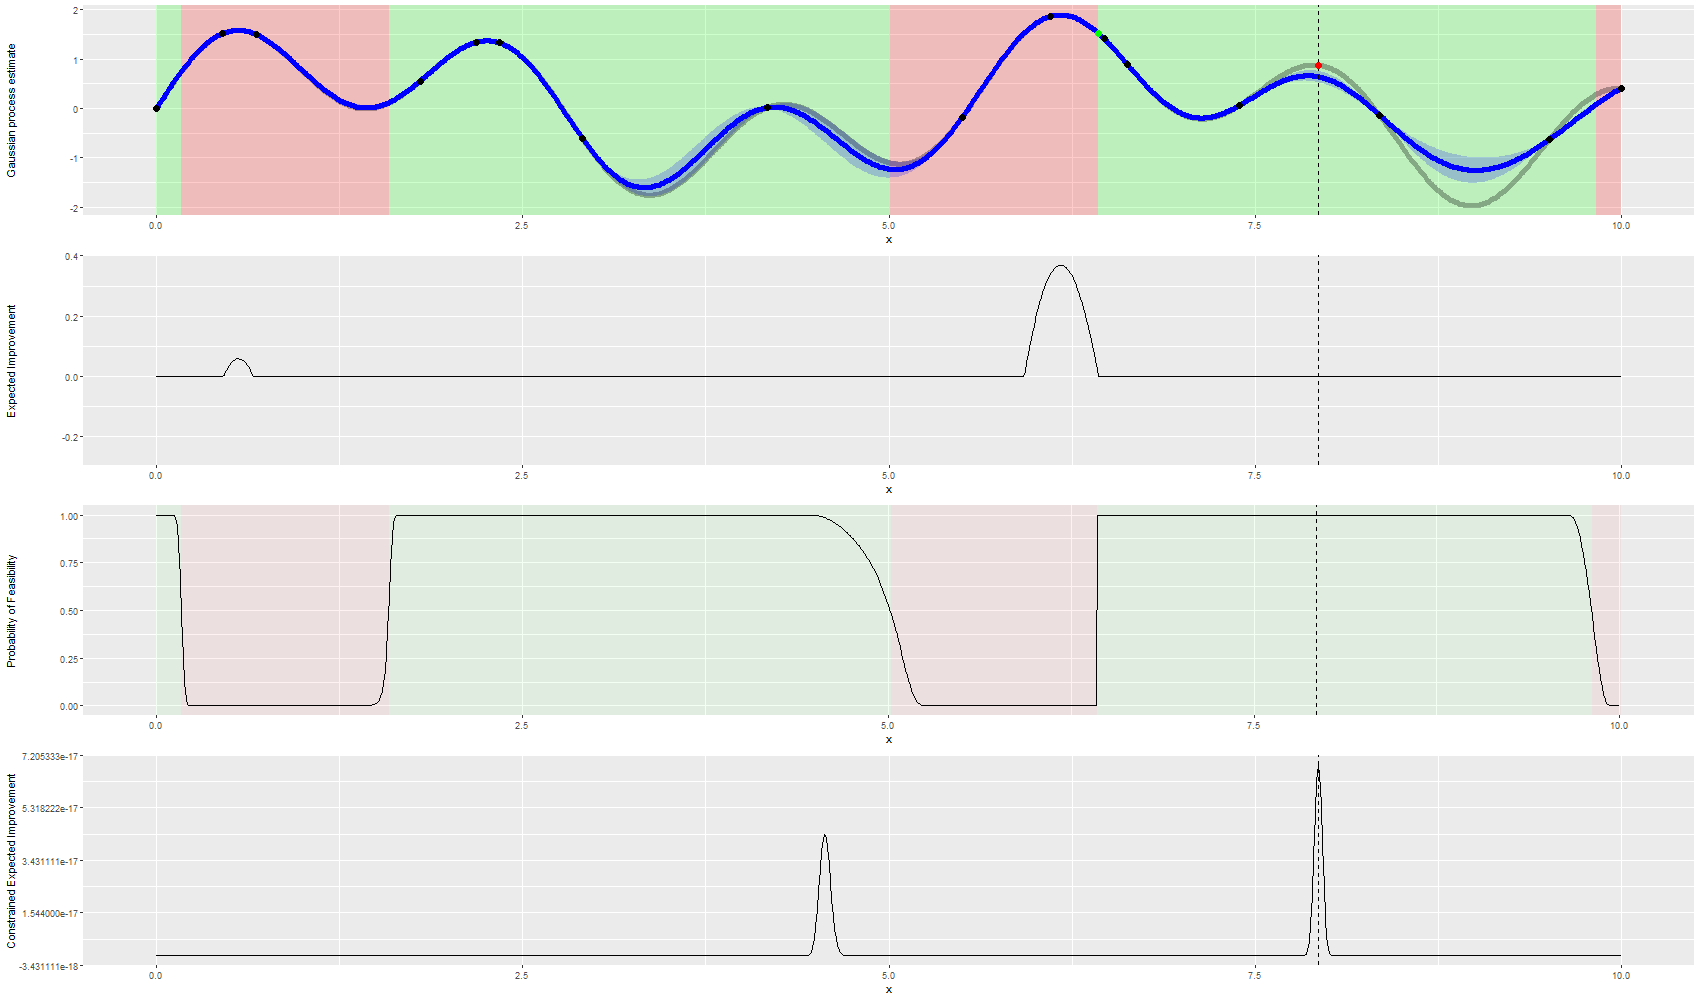 Gaussian process estimate
2
1
0
-1
-2
0.0 2.5 5.0 7.5 10.0
x
Expected Improvement
0.4
0.2
0.0
-0.2
0.0 2.5 5.0 7.5 10.0
x
Probability of Feasibility
1.00
0.75
0.50
0.25
0.00
0.0 2.5 5.0 7.5 10.0
x
Constrained Expected Improvement
7.205333e-17
5.318222e-17
3.431111e-17
1.544000e-17
-3.431111e-18
0.0 2.5 5.0 7.5 10.0
x